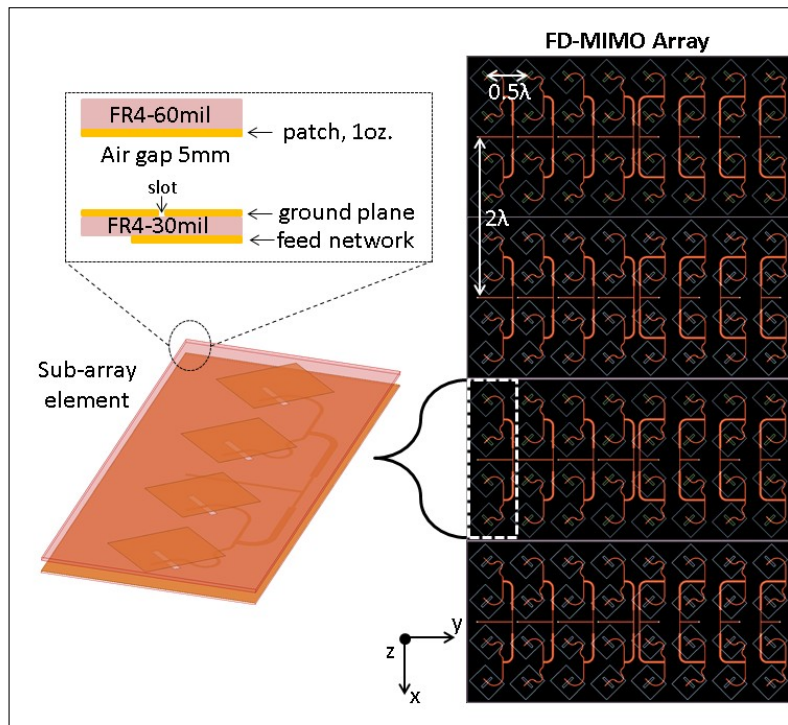 FD-MIMO Array
0.5λ
2λ
FR4-60mil
patch, 1oz.
Air gap 5mm
slot
ground plane
FR4-30mil
feed network
Sub-array
element
y
z
x